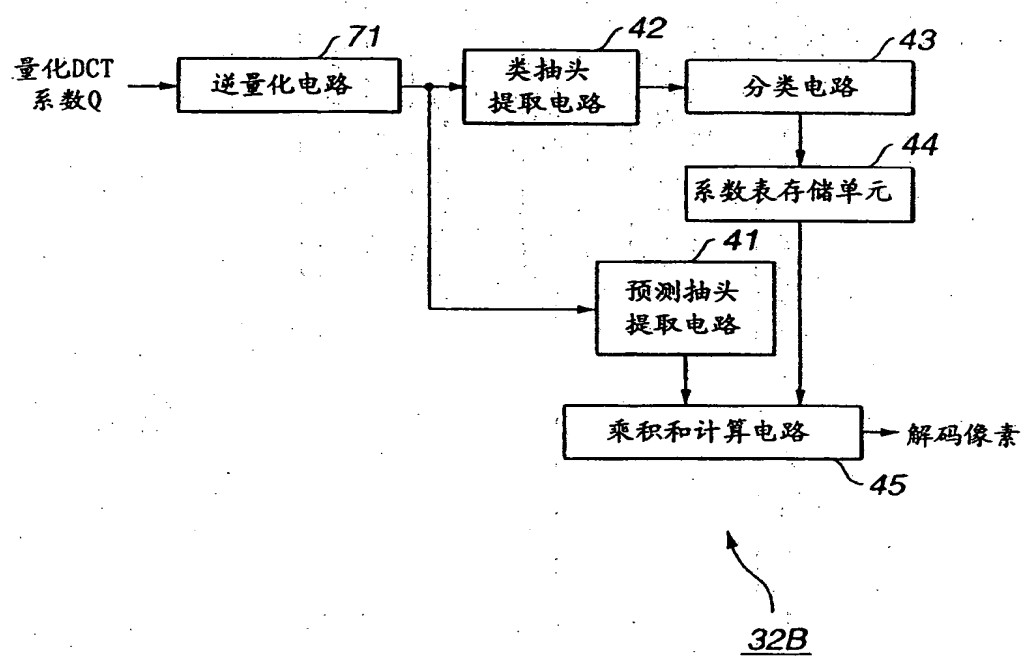 71
42
43
量化DCT
系数Q
逆量化电路
类抽头
提取电路
分类电路
44
系数表存储单元
41
预测抽头
提取电路
乘积和计算电路
解码像素
45
32B